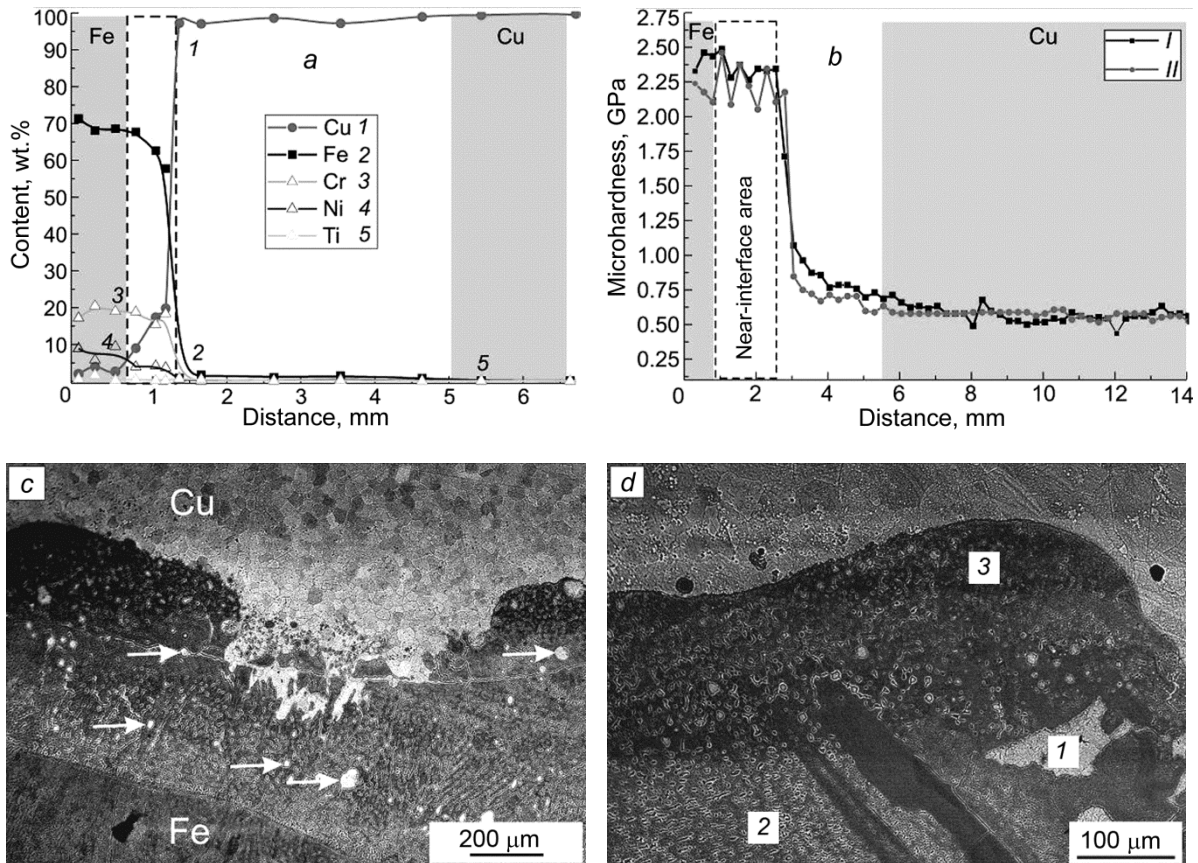 100
90
80
70
60
50
40
30
20
10
0
Content, wt.%
Fe
a
Cu
1
2
3
4
5
Cu 1
Fe 2
Cr 3
Ni 4
Ti 5
0 1 2 3 4 5 6
Distance, mm
2.75
2.50
2.25
2.00
1.75
1.50
1.25
1.00
0.75
0.50
0.25
Microhardness, GPa
Fe
b
Cu
I
II
Near-interface area
0 2 4 6 8 10 12 14
Distance, mm
c
Cu
Fe
200 μm
d
3
1
2
100 μm